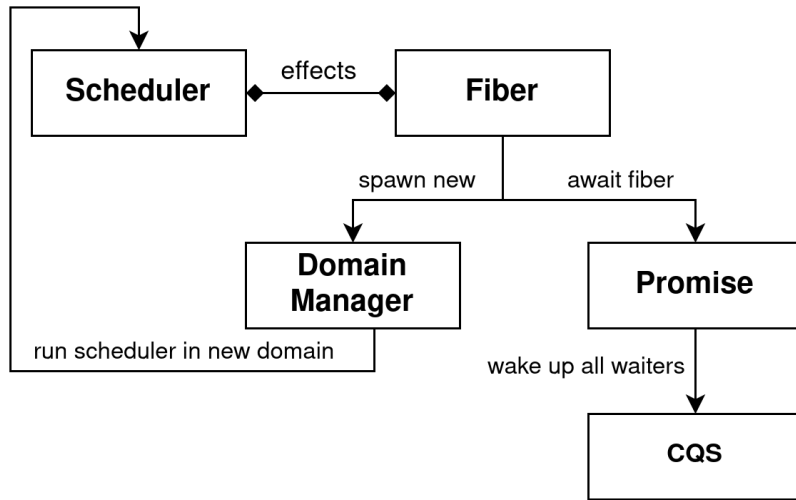 effects
Scheduler
Fiber
spawn new
await fiber
Domain
Manager
Promise
run scheduler in new domain
wake up all waiters
CQS